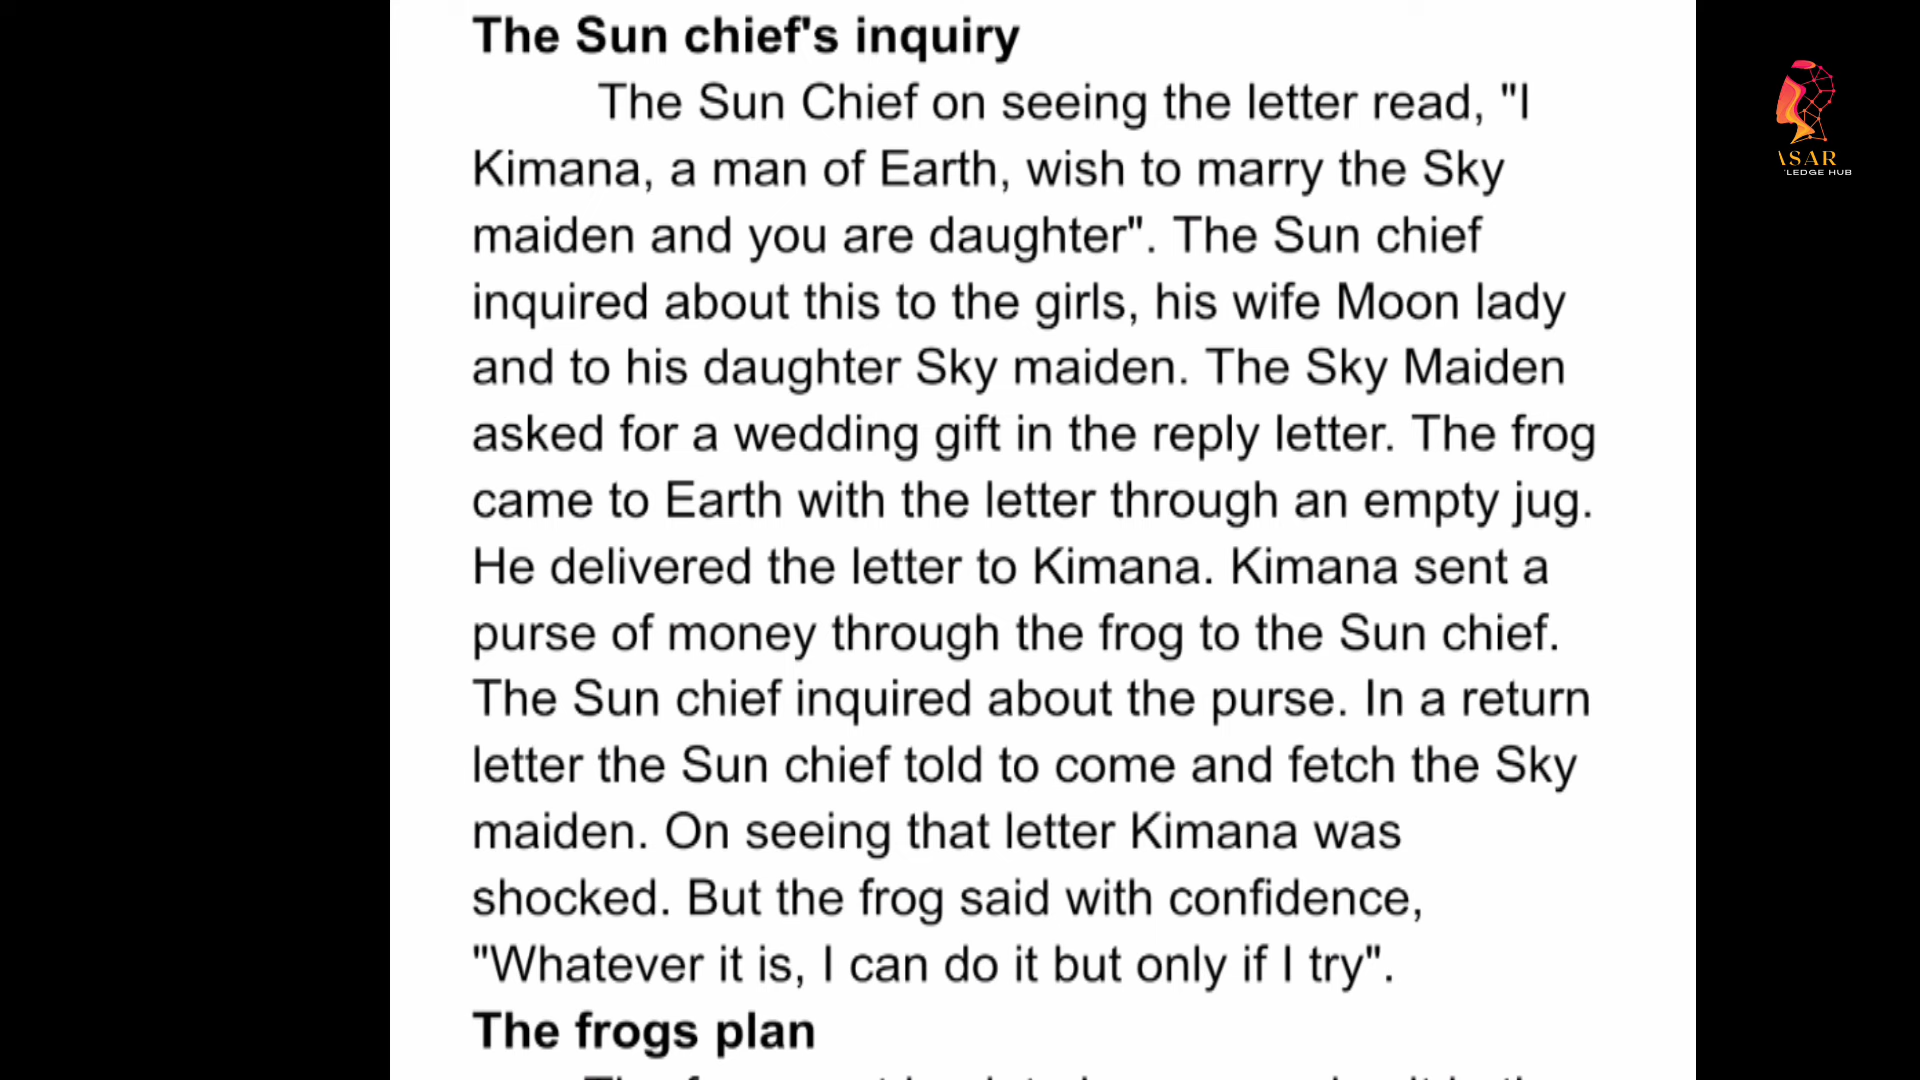 The Sun chief's inquiry
The Sun Chief on seeing the letter read, "I
Kimana, a man of Earth, wish to marry the Sky
maiden and you are daughter". The Sun chief
inquired about this to the girls, his wife Moon lady
and to his daughter Sky maiden. The Sky Maiden
asked for a wedding gift in the reply letter. The frog
came to Earth with the letter through an empty jug.
He delivered the letter to Kimana. Kimana sent a
purse of money through the frog to the Sun chief.
The Sun chief inquired about the purse. In a return
letter the Sun chief told to come and fetch the Sky
maiden. On seeing that letter Kimana was
shocked. But the frog said with confidence,
"Whatever it is, I can do it but only if I try".
The frogs plan
ASAR
LEDGE HUB